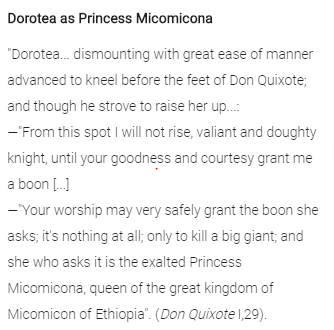 Dorotea as Princess Micomicona
"Dorotea... dismounting with great ease of manner
advanced to kneel before the feet of Don Quixote;
and though he strove to raise her up...:
—"From this spot I will not rise, valiant and doughty
knight, until your goodness and courtesy grant me
a boon [...]
—"Your worship may very safely grant the boon she
asks; it's nothing at all; only to kill a big giant; and
she who asks it is the exalted Princess
Micomicona, queen of the great kingdom of
Micomicon of Ethiopia". (Don Quixote I,29).